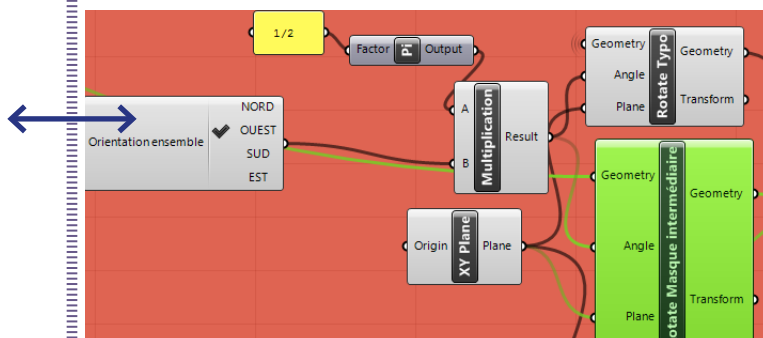 1/2
Factor
Pi
Output
Orientation ensemble
NORD
OUEST
SUD
EST
A
B
Multiplication
Result
Origin
XY Plane
Plane
Geometry
Angle
Plane
Rotate Typo
Geometry
Transform
Geometry
Angle
Plane
otate Masque intermédiaire
Geometry
Transform